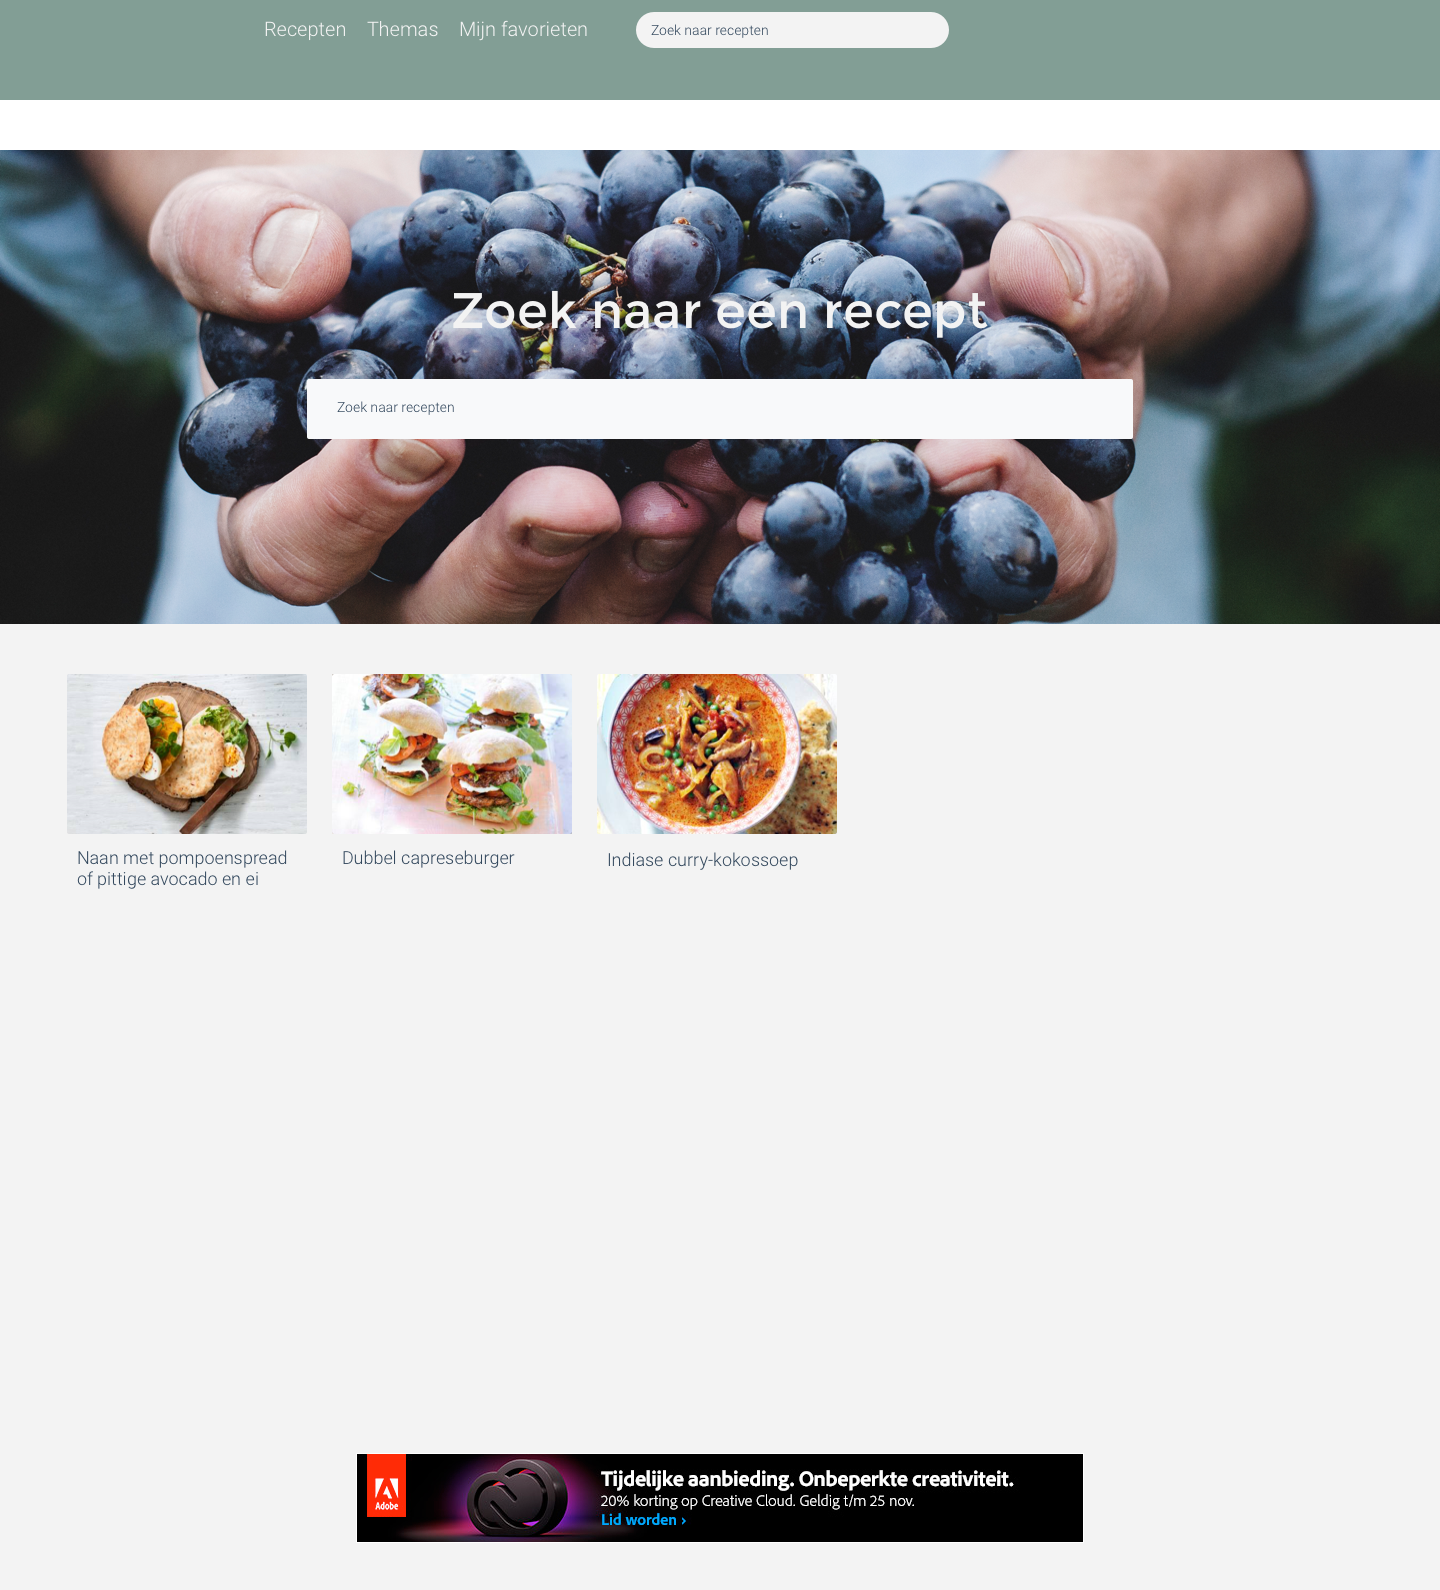 Recepten Themas Mijn favorieten Zoek naar recepten
Zoek naar een recept
Zoek naar recepten
Naan met pompoenspread
of pittige avocado en ei
Dubbel capreseburger
Indiase curry-kokossoep
Adobe
Tijdelijke aanbieding. Onbeperkte creativiteit.
20% korting op Creative Cloud. Geldig t/m 25 nov.
Lid worden ›